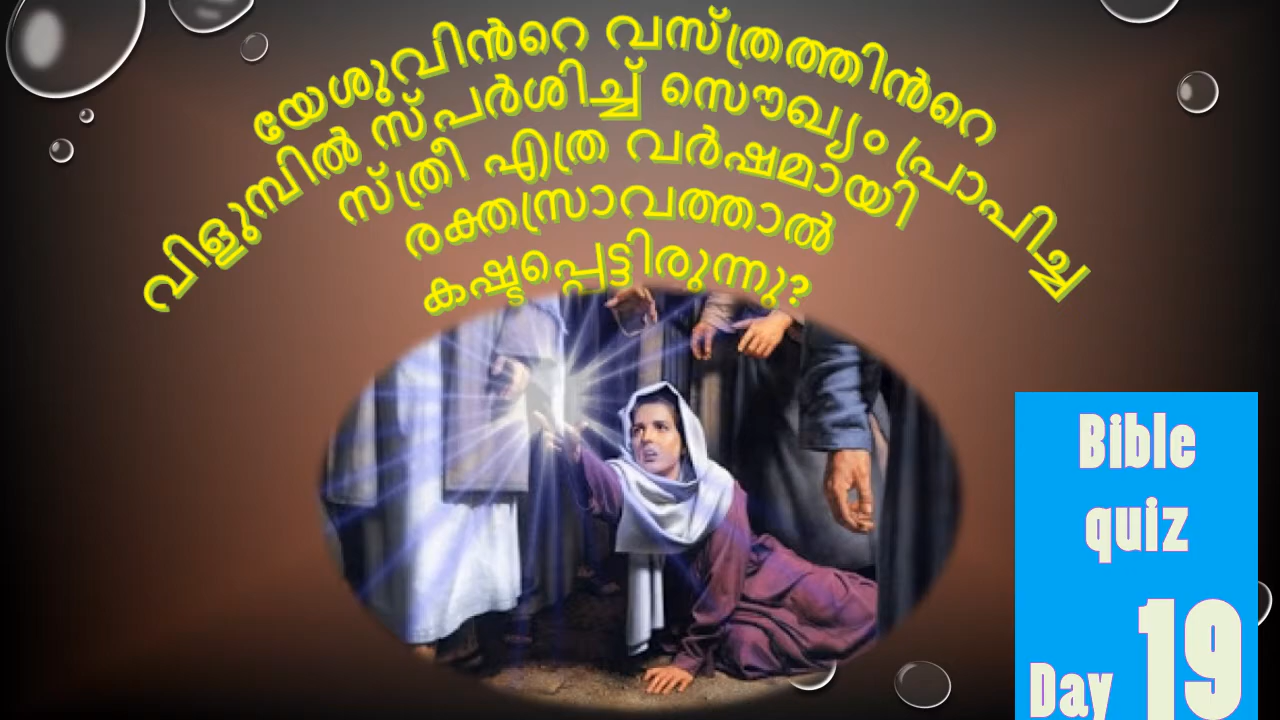 യേശുവിൻറെ വസ്ത്രത്തിൻറെ
വിളുമ്പിൽ സ്പർശിച്ച് സൌഖ്യം പ്രാപിച്ച
സ്ത്രീ എത്ര വർഷമായി
രക്തസ്രാവത്താൽ
കഷ്ടപ്പെട്ടിരുന്നു?
Bible
quiz
Day 19